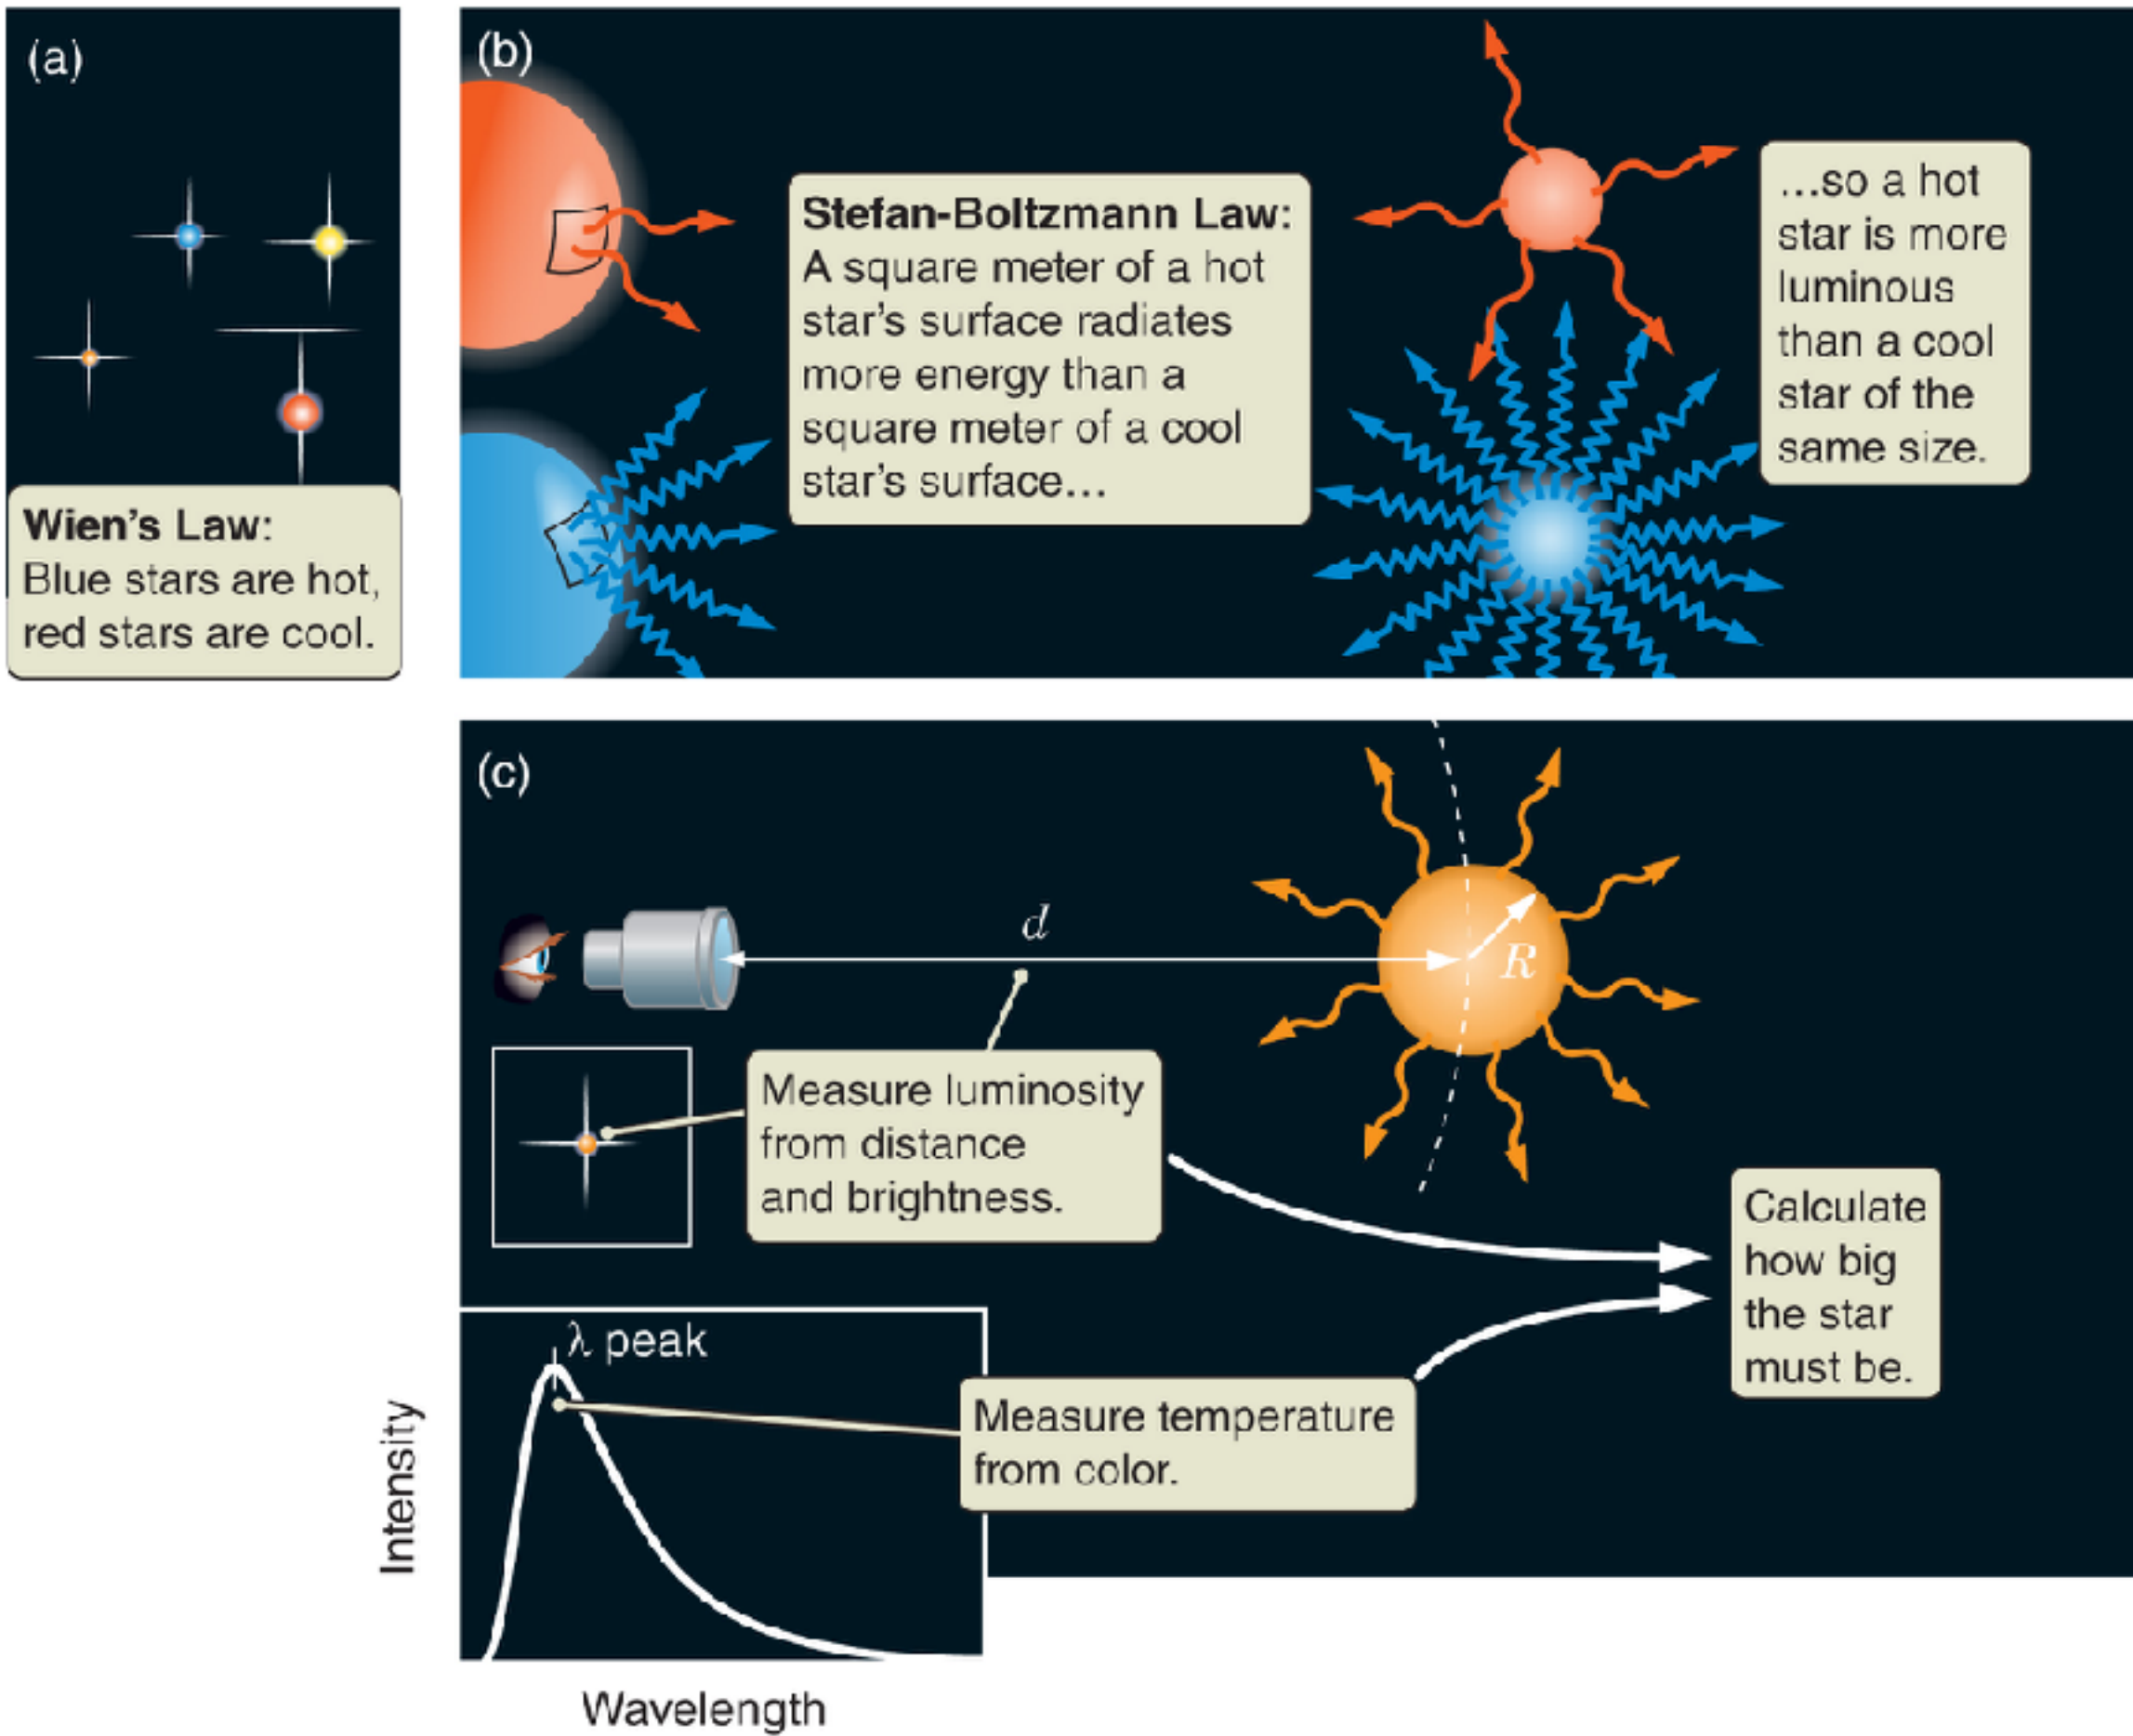 (a)
Wien’s Law:
Blue stars are hot,
red stars are cool.
(b)
Stefan-Boltzmann Law:
A square meter of a hot
star’s surface radiates
more energy than a
square meter of a cool
star’s surface…
…so a hot
star is more
luminous
than a cool
star of the
same size.
(c)
d
R
Measure luminosity
from distance
and brightness.
Calculate
how big
the star
must be.
λ peak
Measure temperature
from color.
Intensity
Wavelength